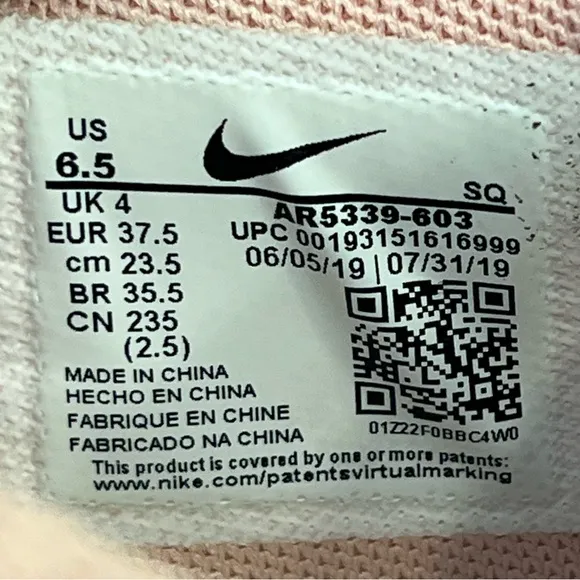 US
6.5
SQ
UK 4
AR5339-603
EUR 37.5
UPC 00193151616999
cm 23.5
06/05/19 | 07/31/19
BR 35.5
CN 235
(2.5)
MADE IN CHINA
HECHO EN CHINA
FABRIQUE EN CHINE
FABRICADO NA CHINA
01Z22F0BBC4W0
This product is covered by one or more patents:
www.nike.com/patentsvirtualmarking